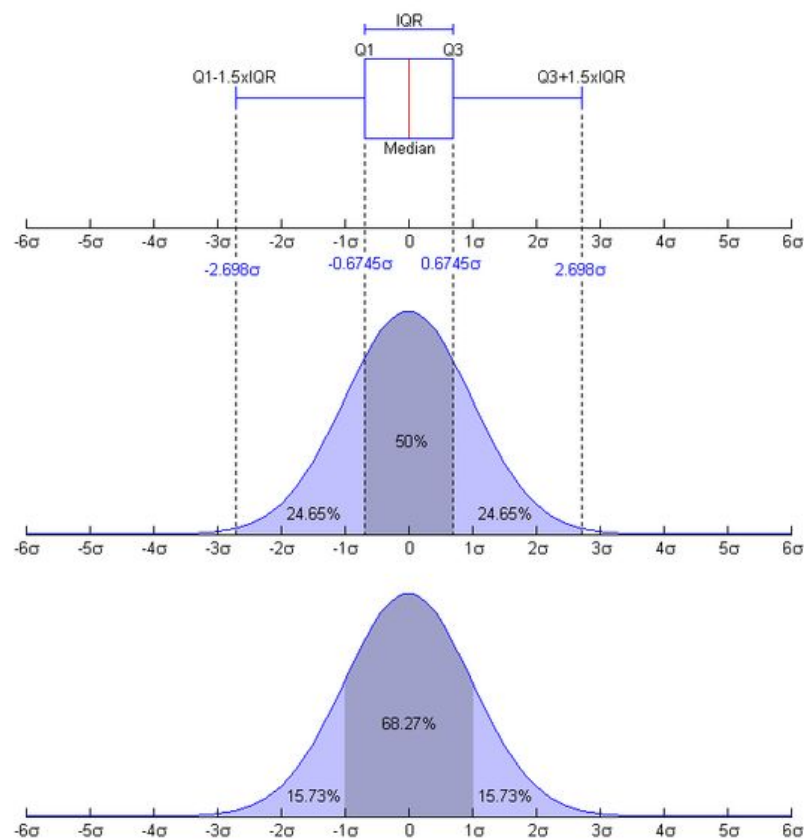 IQR
Q1 Q3
Q1-1.5xIQR Q3+1.5xIQR
Median
-6σ -5σ -4σ -3σ -2σ -1σ 0 1σ 2σ 3σ 4σ 5σ 6σ
-2.698σ -0.6745σ 0.6745σ 2.698σ
50%
24.65% 24.65%
-6σ -5σ -4σ -3σ -2σ -1σ 0 1σ 2σ 3σ 4σ 5σ 6σ
68.27%
15.73% 15.73%
-6σ -5σ -4σ -3σ -2σ -1σ 0 1σ 2σ 3σ 4σ 5σ 6σ